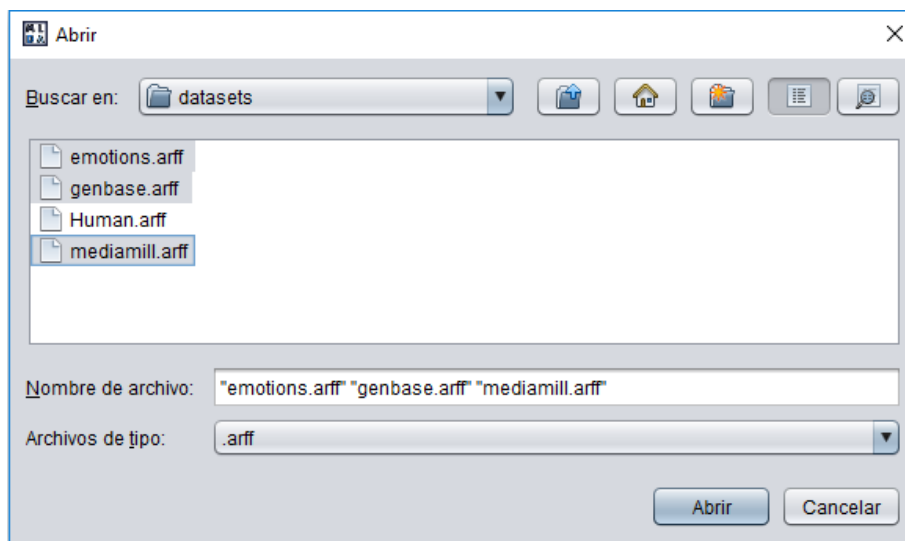 Abrir
Buscar en: datasets
emotions.arff
genbase.arff
Human.arff
mediamill.arff
Nombre de archivo: "emotions.arff" "genbase.arff" "mediamill.arff"
Archivos de tipo: .arff
Abrir Cancelar